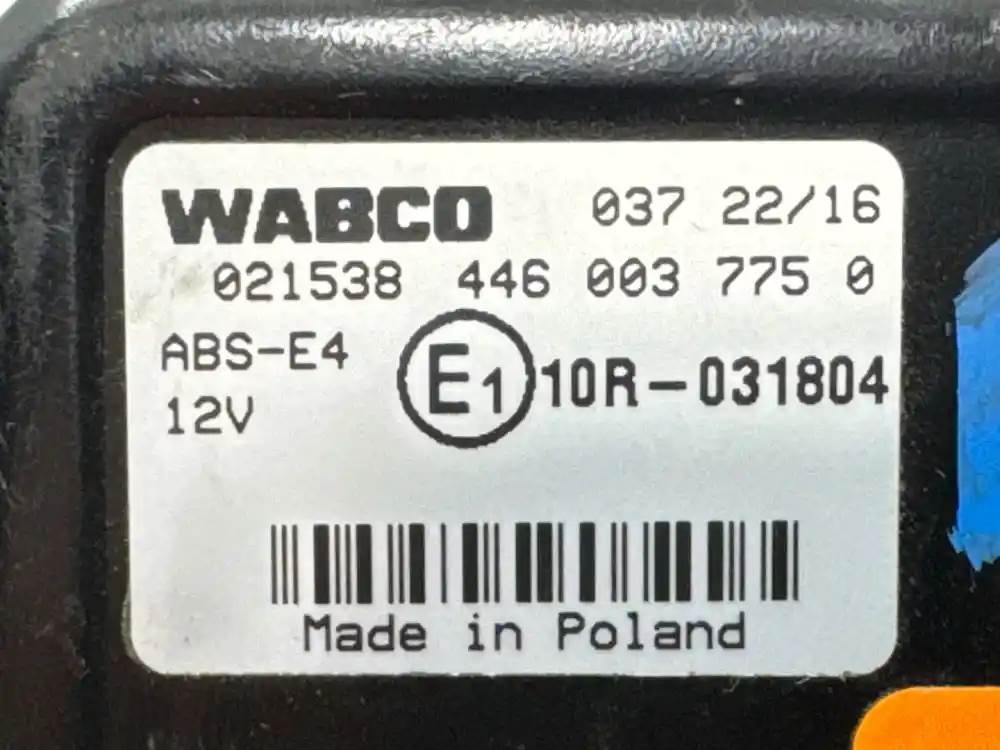 WABCO 037 22/16
021538 446 003 775 0
ABS-E4
12V
E1 10R-031804
Made in Poland